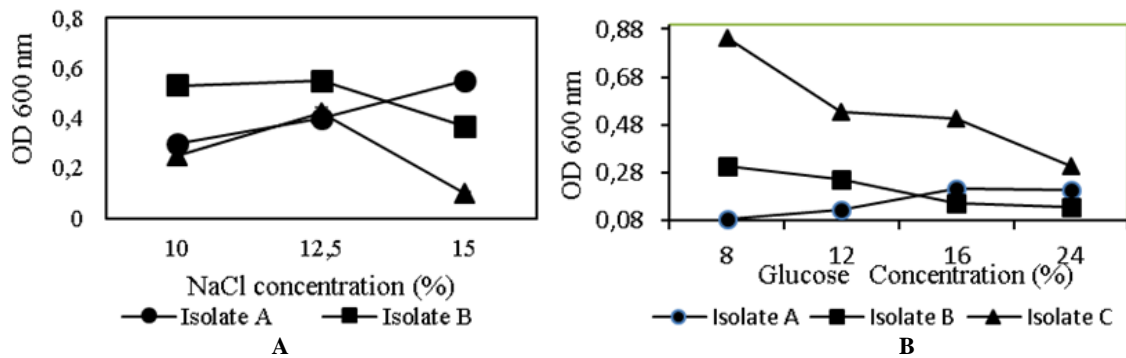 0,8
0,6
0,4
0,2
0
OD 600 nm
10 12,5 15
NaCl concentration (%)
Isolate A Isolate B
A
0,88
0,68
0,48
0,28
0,08
OD 600 nm
8 12 16 24
Glucose Concentration (%)
Isolate A Isolate B Isolate C
B